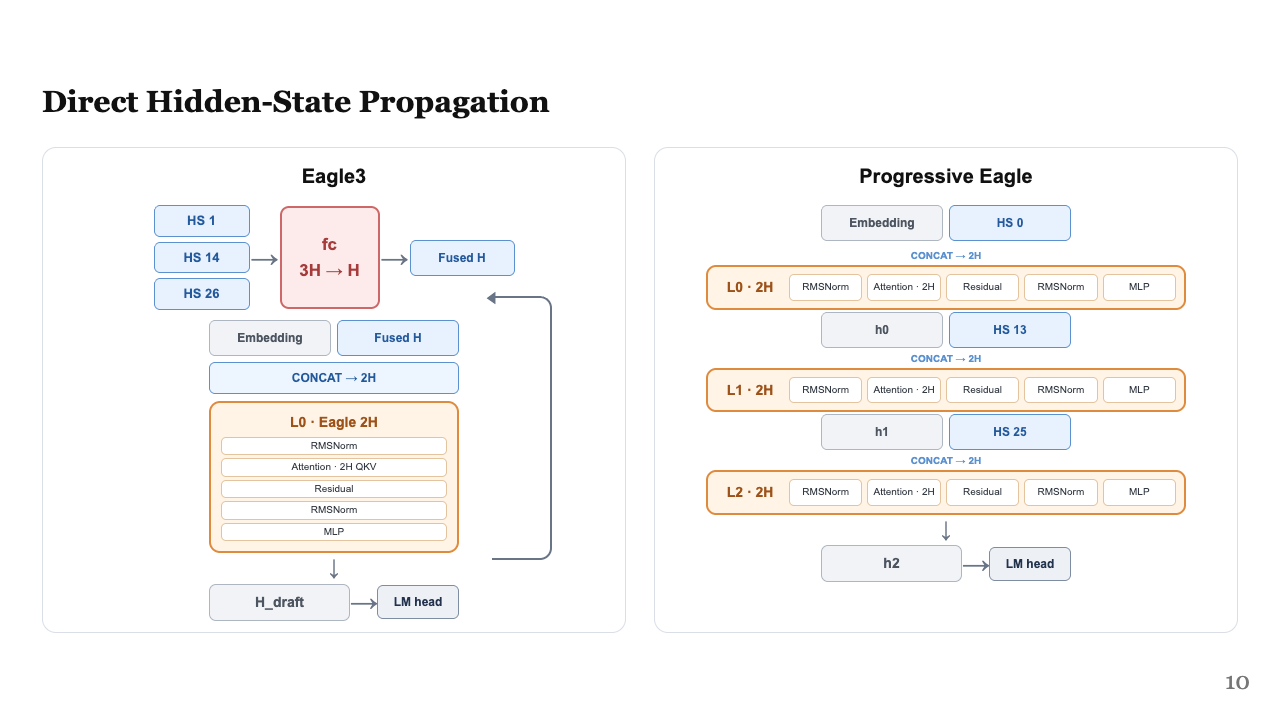 Direct Hidden-State Propagation
Eagle3
HS 1
HS 14
HS 26
fc
3H → H
Fused H
Embedding
Fused H
CONCAT → 2H
L0 · Eagle 2H
RMSNorm
Attention · 2H QKV
Residual
RMSNorm
MLP
H_draft
LM head
Progressive Eagle
Embedding
HS 0
CONCAT → 2H
L0 · 2H
RMSNorm
Attention · 2H
Residual
RMSNorm
MLP
h0
HS 13
CONCAT → 2H
L1 · 2H
RMSNorm
Attention · 2H
Residual
RMSNorm
MLP
h1
HS 25
CONCAT → 2H
L2 · 2H
RMSNorm
Attention · 2H
Residual
RMSNorm
MLP
h2
LM head
10